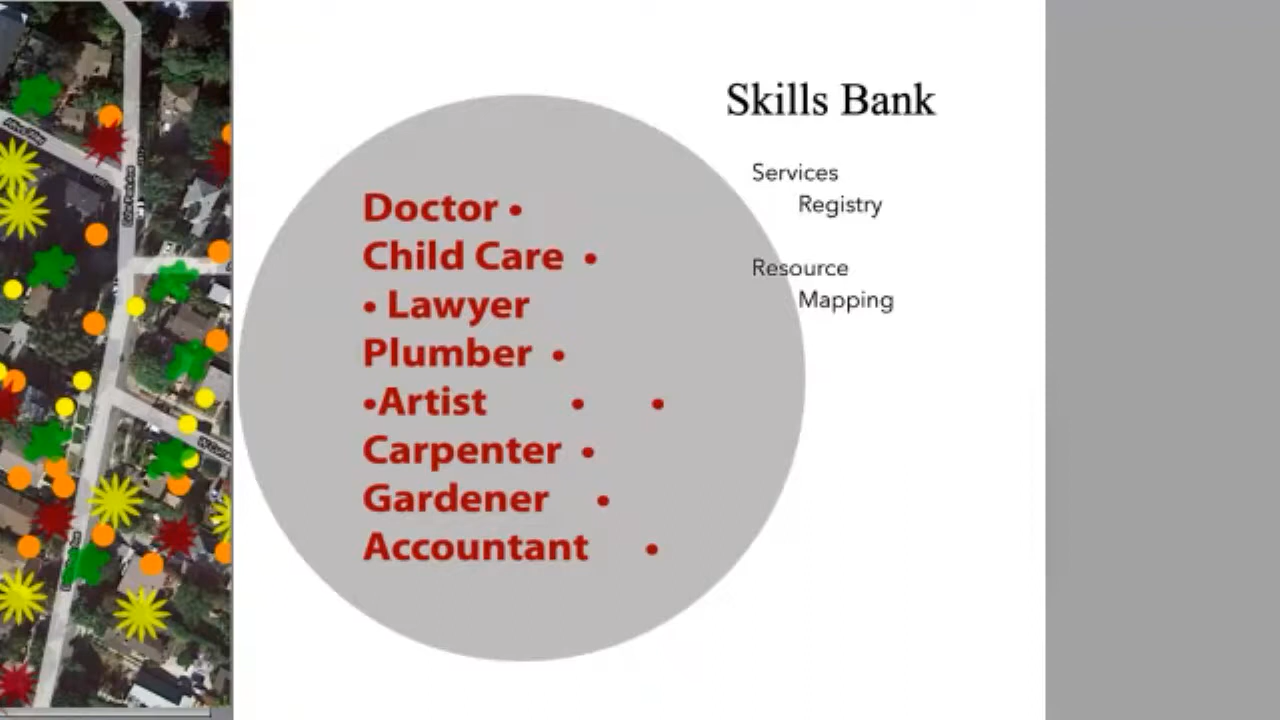 Skills Bank
Services
Registry
Resource
Mapping
Doctor •
Child Care •
• Lawyer
Plumber •
•Artist • •
Carpenter •
Gardener •
Accountant •